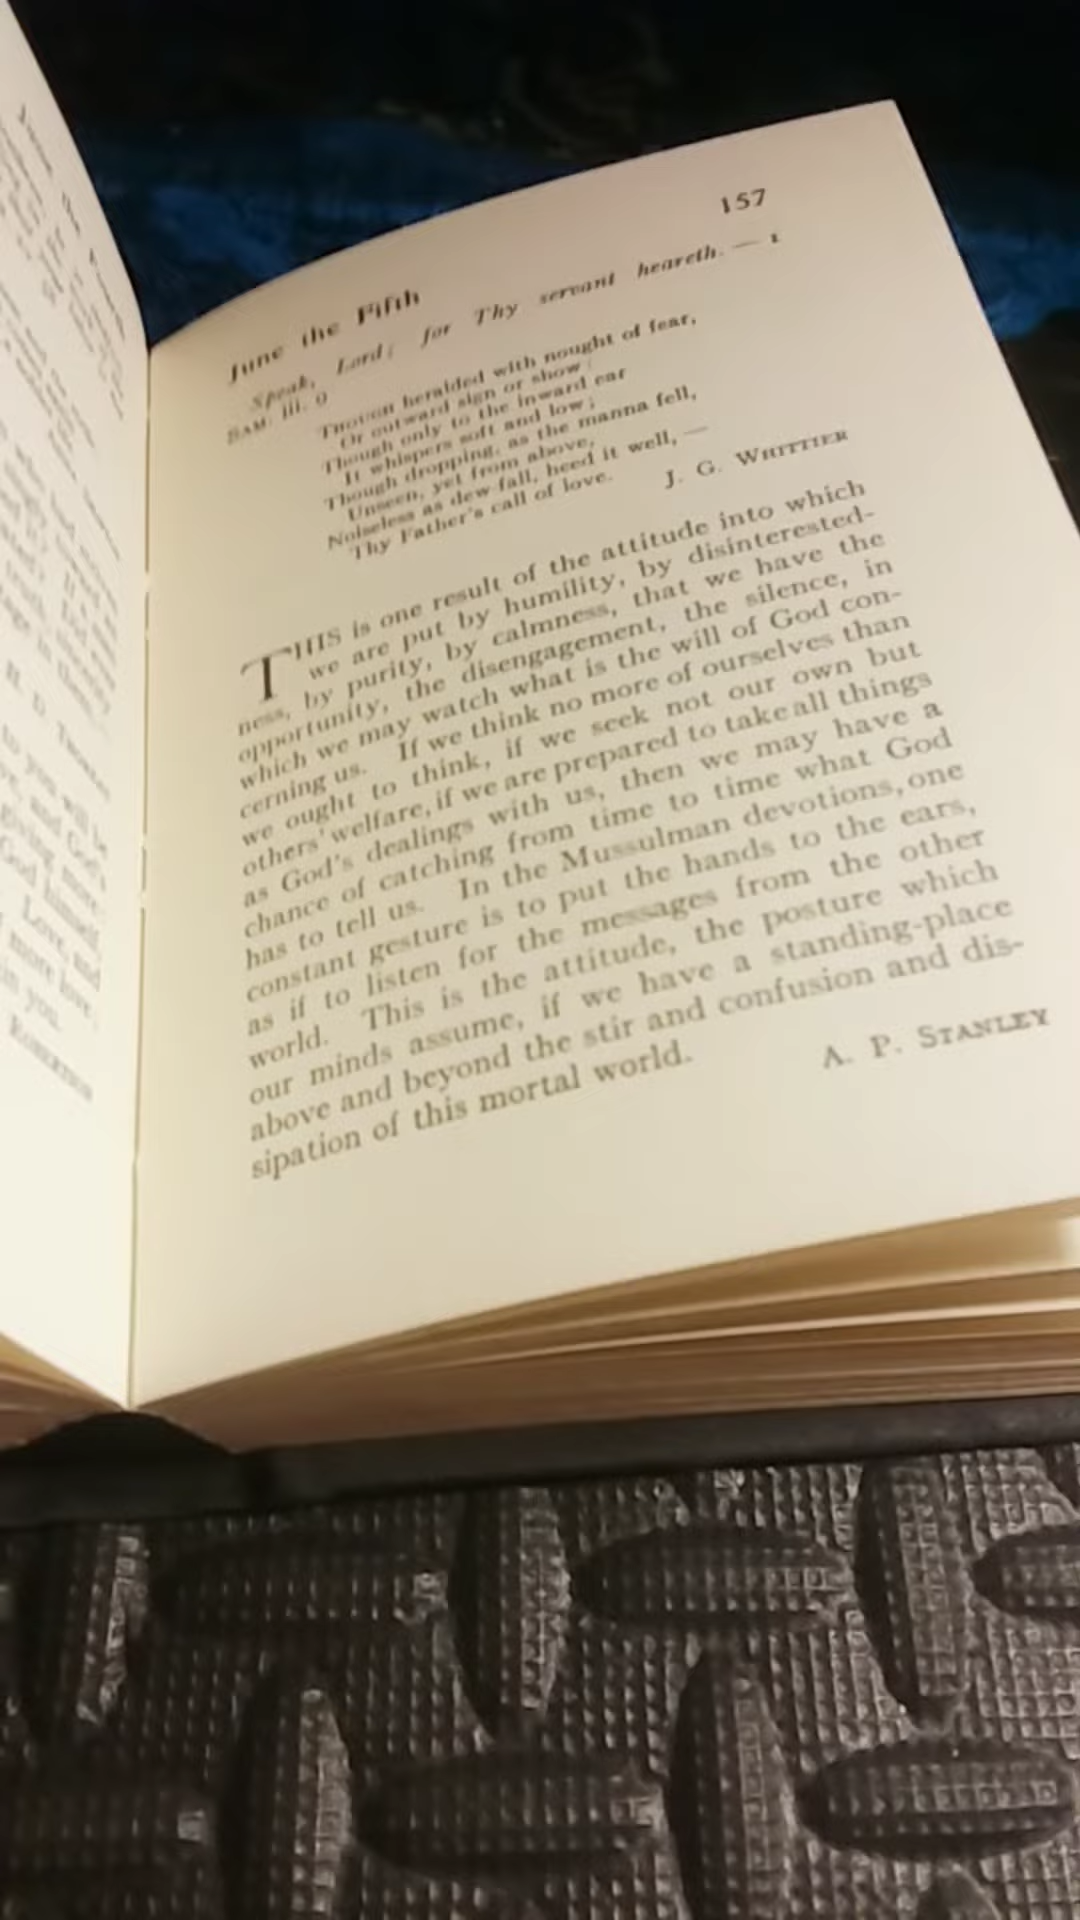 157
June the Fifth
Speak, Lord; for Thy servant heareth. — 1
SAM. iii. 9
THOUGH heralded with nought of fear,
Or outward sign or show;
Though only to the inward ear
It whispers soft and low;
Though dropping, as the manna fell,
Unseen, yet from above,
Noiseless as dew-fall, heed it well, —
Thy Father's call of love.
J. G. WHITTIER
THIS is one result of the attitude into which
we are put by humility, by disinterested-
ness, by purity, by calmness, that we have the
opportunity, the disengagement, the silence, in
which we may watch what is the will of God con-
cerning us. If we think no more of ourselves than
we ought to think, if we seek not our own but
others' welfare, if we are prepared to take all things
as God's dealings with us, then we may have a
chance of catching from time to time what God
has to tell us. In the Mussulman devotions, one
constant gesture is to put the hands to the ears,
as if to listen for the messages from the other
world. This is the attitude, the posture which
our minds assume, if we have a standing-place
above and beyond the stir and confusion and dis-
sipation of this mortal world.
A. P. STANLEY